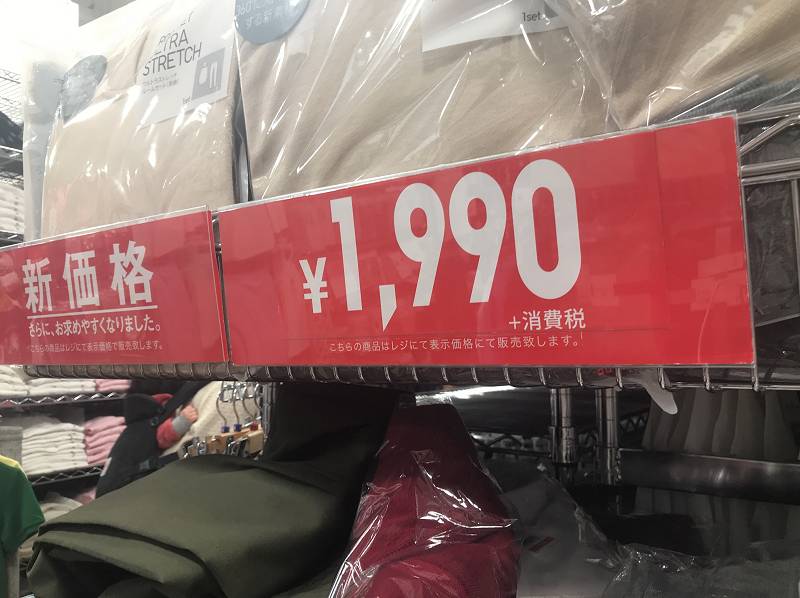 ULTRA
STRETCH
1set
新価格
さらに、お求めやすくなりました。
こちらの商品はレジにて表示価格で販売致します。
¥1,990
+消費税
こちらの商品はレジにて表示価格にて販売致します。